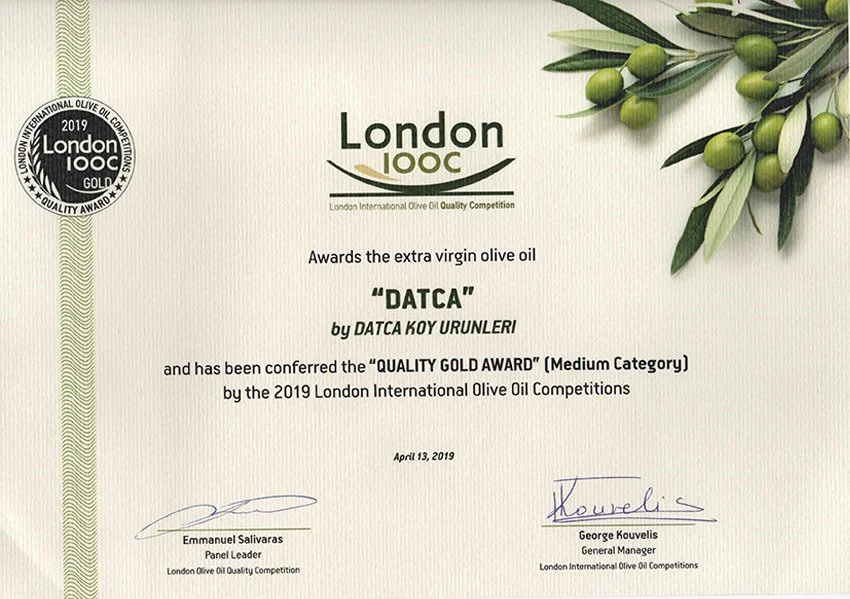 LONDON INTERNATIONAL OLIVE OIL COMPETITIONS
2019
London
IOOC
GOLD
QUALITY AWARD
London
IOOC
London International Olive Oil Quality Competition
Awards the extra virgin olive oil
“DATCA”
by DATCA KOY URUNLERI
and has been conferred the “QUALITY GOLD AWARD” (Medium Category)
by the 2019 London International Olive Oil Competitions
April 13, 2019
Kouvelis
Emmanuel Salivaras
Panel Leader
London Olive Oil Quality Competition
George Kouvelis
General Manager
London International Olive Oil Competitions